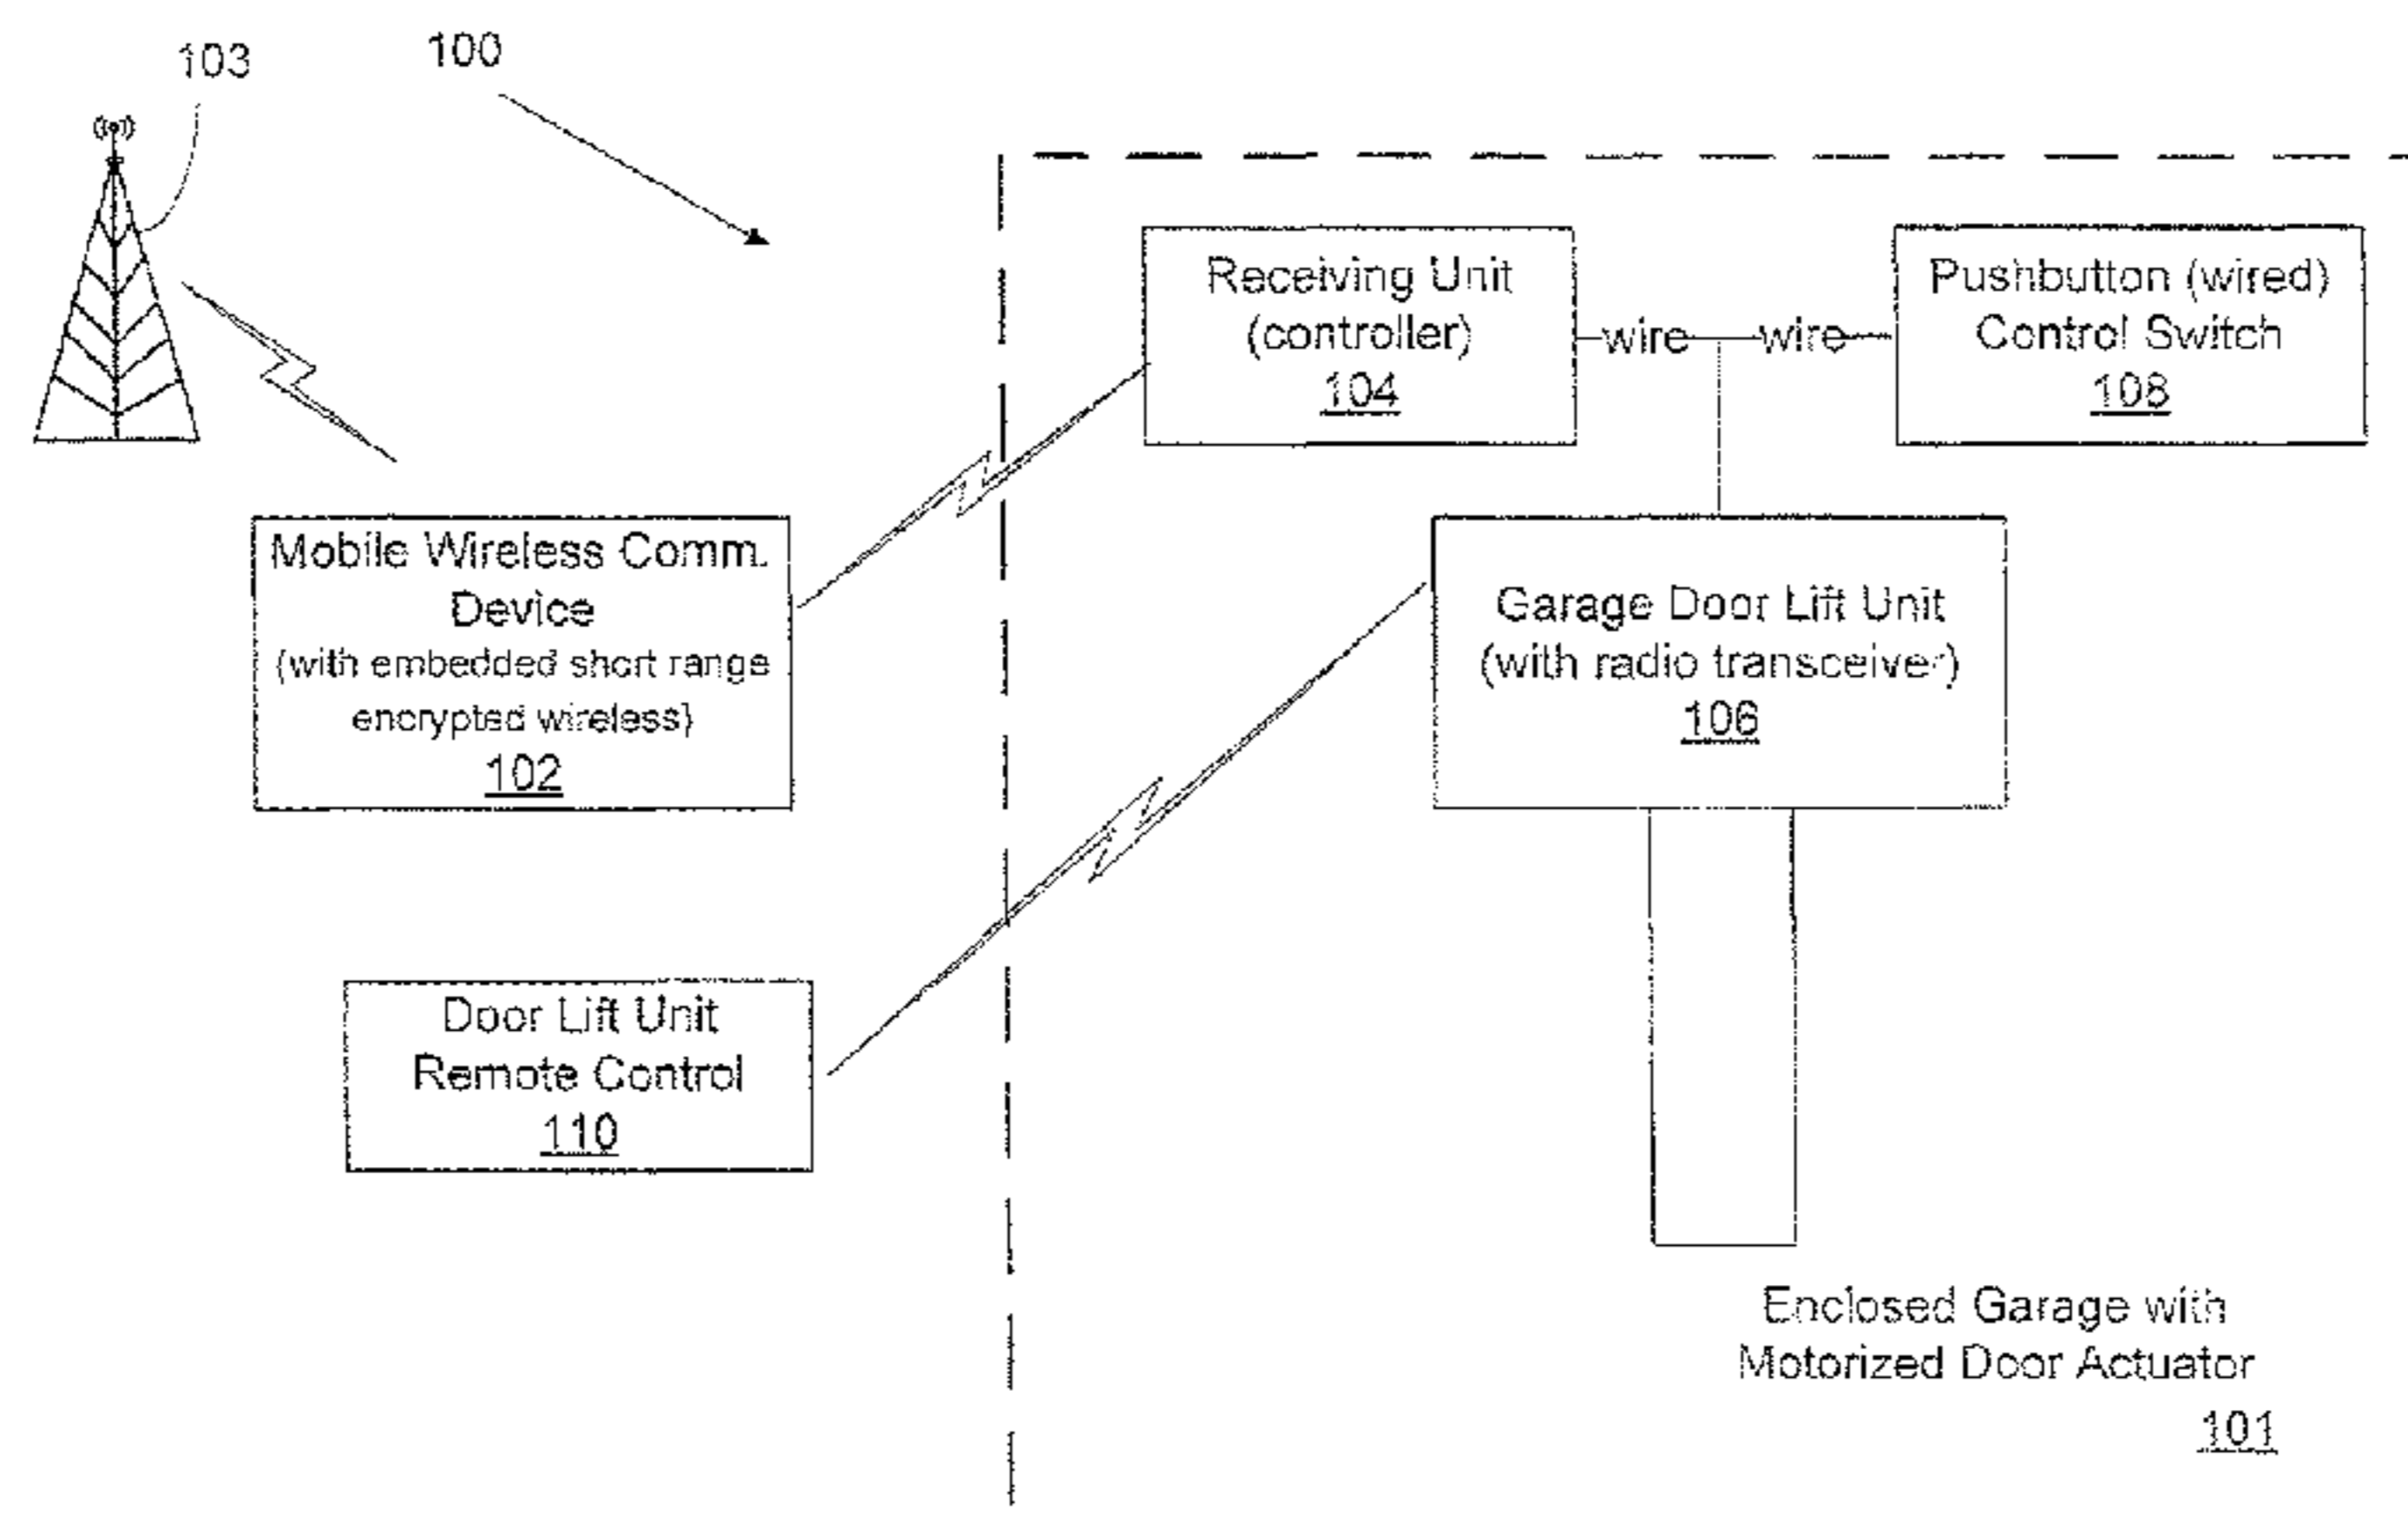 103
100
Receiving Unit
(controller)
104
wire
wire
Pushbutton (wired)
Control Switch
108
Mobile Wireless Comm.
Device
(with embedded short range
encrypted wireless)
102
Garage Door Lift Unit
(with radio transceiver)
106
Door Lift Unit
Remote Control
110
Enclosed Garage with
Motorized Door Actuator
101